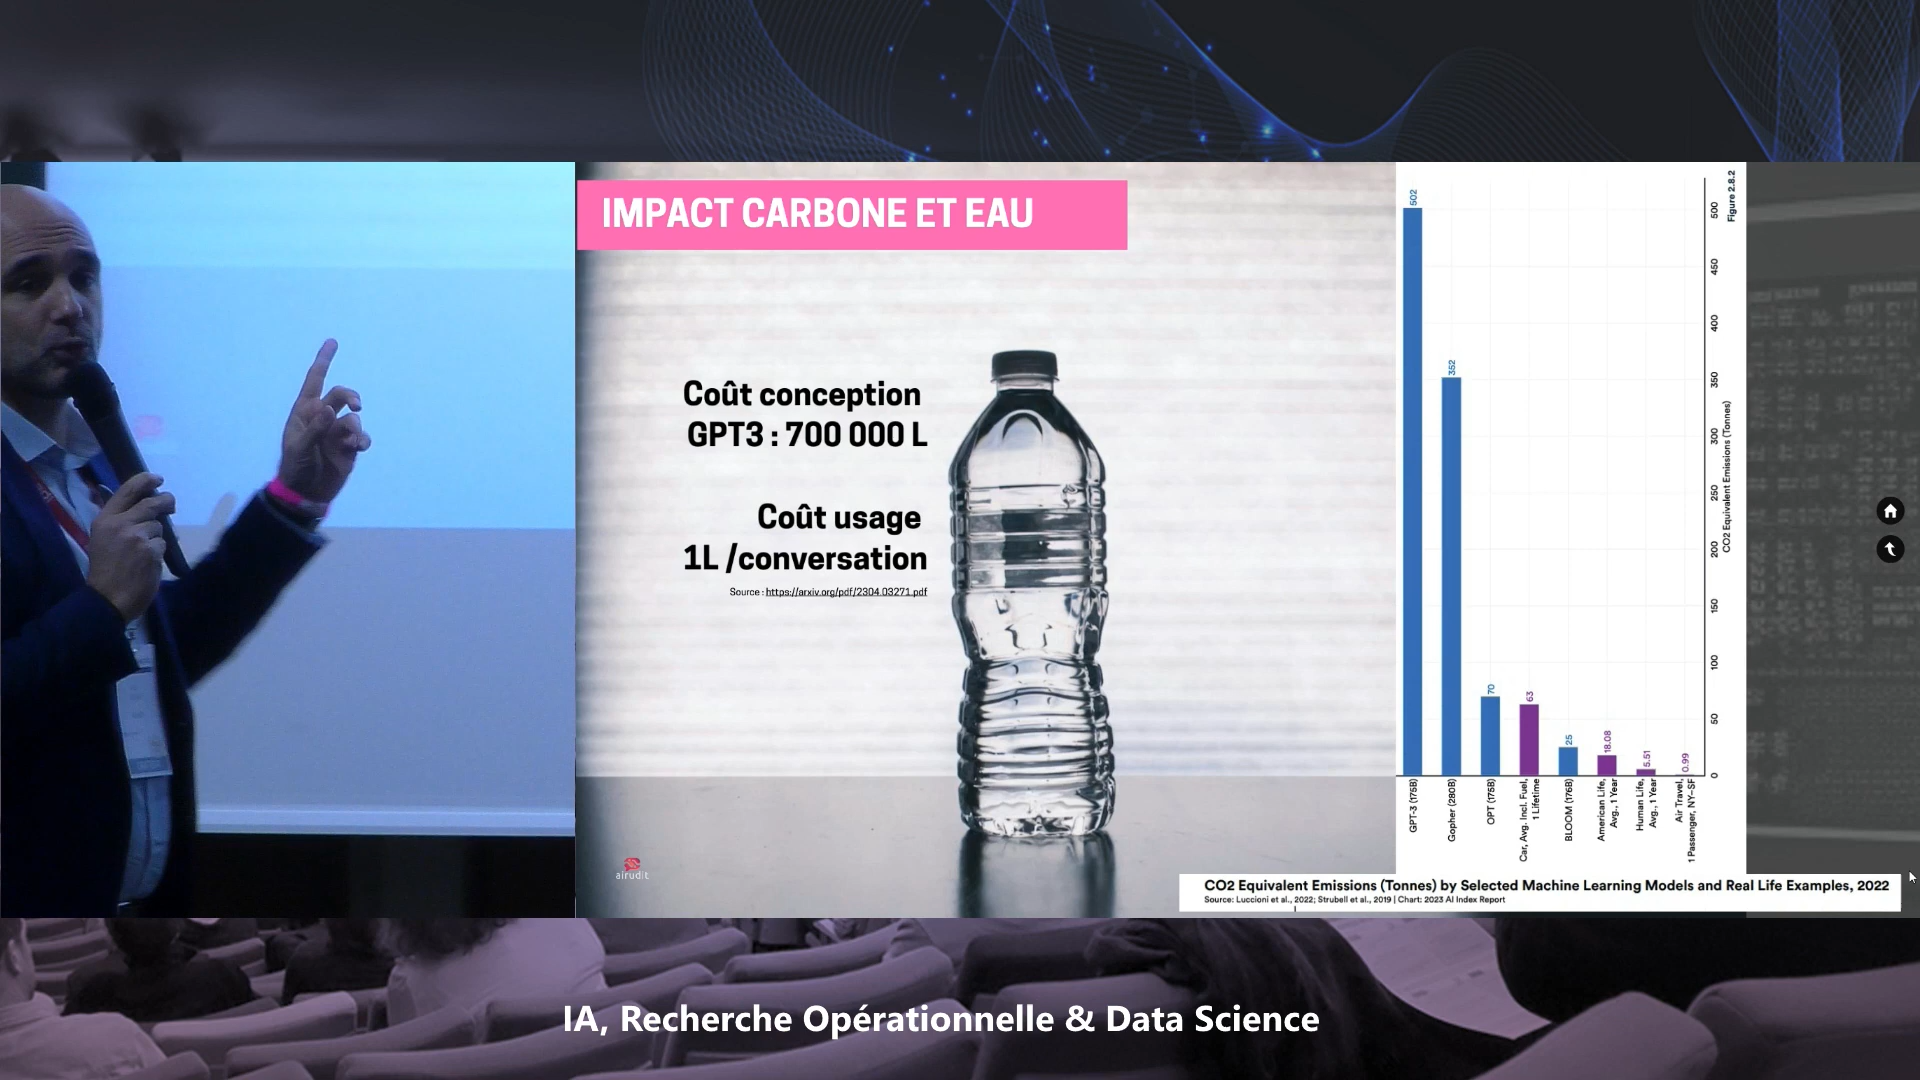 IMPACT CARBONE ET EAU
Coût conception
GPT3 : 700 000 L
Coût usage
1L /conversation
Source : https://arxiv.org/pdf/2304.03271.pdf
airudit
502
352
70
63
25
18.08
5.51
0.99
GPT-3 (175B)
Gopher (280B)
OPT (175B)
Car, Avg. Incl. Fuel,
1 Lifetime
BLOOM (176B)
American Life,
Avg., 1 Year
Human Life,
Avg., 1 Year
Air Travel,
1 Passenger, NY–SF
0
50
100
150
200
250
300
350
400
450
500
CO2 Equivalent Emissions (Tonnes)
Figure 2.8.2
CO2 Equivalent Emissions (Tonnes) by Selected Machine Learning Models and Real Life Examples, 2022
Source: Luccioni et al., 2022; Strubell et al., 2019 | Chart: 2023 AI Index Report
IA, Recherche Opérationnelle & Data Science